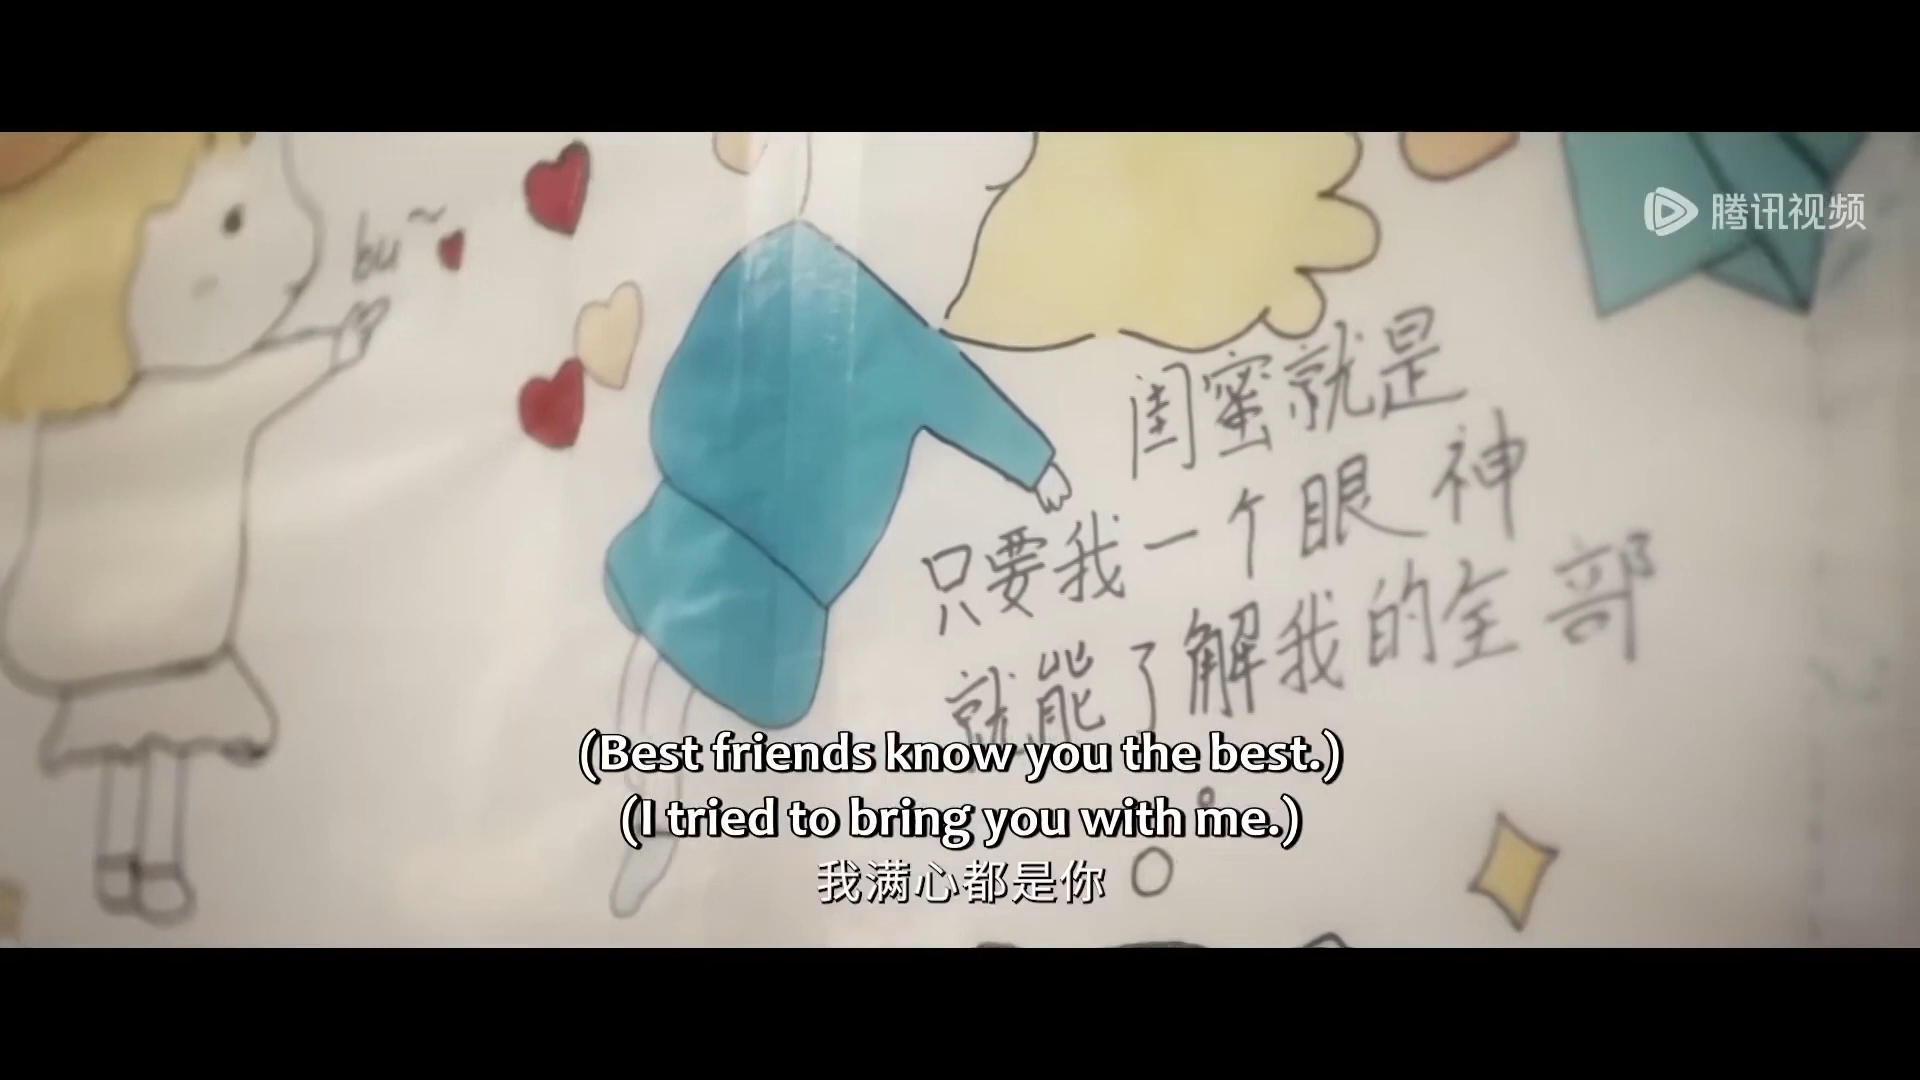 腾讯视频
bu~
闺蜜就是
只要我一个眼神
就能了解我的全部
(Best friends know you the best.)
(I tried to bring you with me.)
我满心都是你